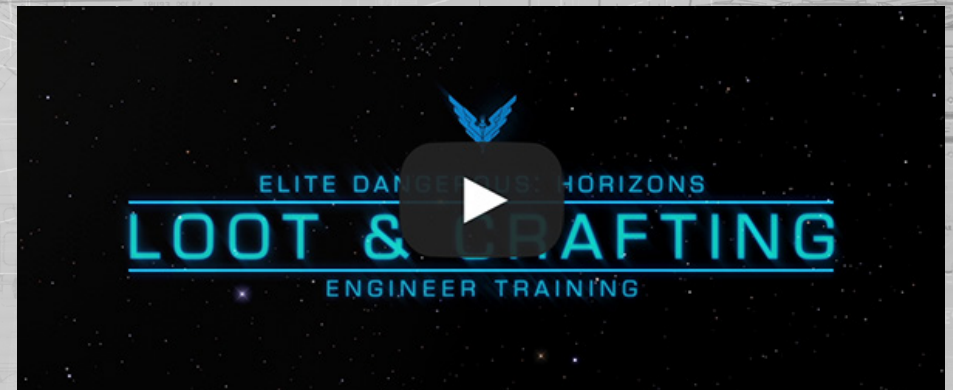 ELITE DANGEROUS: HORIZONS
LOOT & CRAFTING
ENGINEER TRAINING